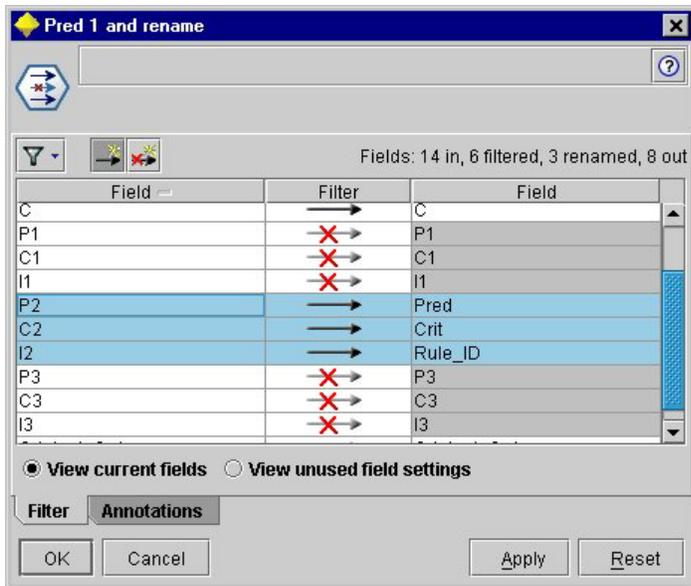 Pred 1 and rename
Fields: 14 in, 6 filtered, 3 renamed, 8 out
Field Filter Field
C C
P1 P1
C1 C1
I1 I1
P2 Pred
C2 Crit
I2 Rule_ID
P3 P3
C3 C3
I3 I3
View current fields View unused field settings
Filter Annotations
OK Cancel Apply Reset